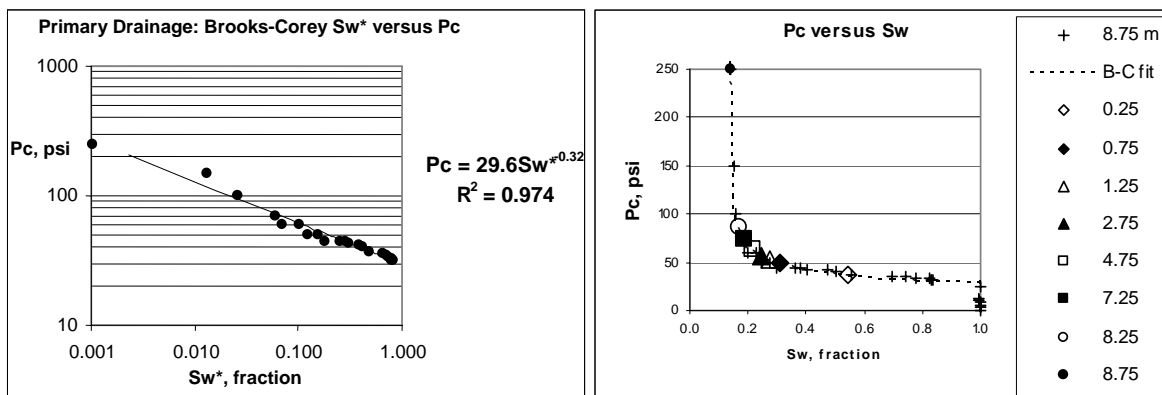 Primary Drainage: Brooks-Corey Sw* versus Pc
1000
Pc, psi
100
10
0.001 0.010 0.100 1.000
Sw*, fraction
Pc = 29.6Sw*-0.32
R2 = 0.974
Pc versus Sw
250
200
150
100
50
0
Pc, psi
0.0 0.2 0.4 0.6 0.8 1.0
Sw, fraction
8.75 m
B-C fit
0.25
0.75
1.25
2.75
4.75
7.25
8.25
8.75